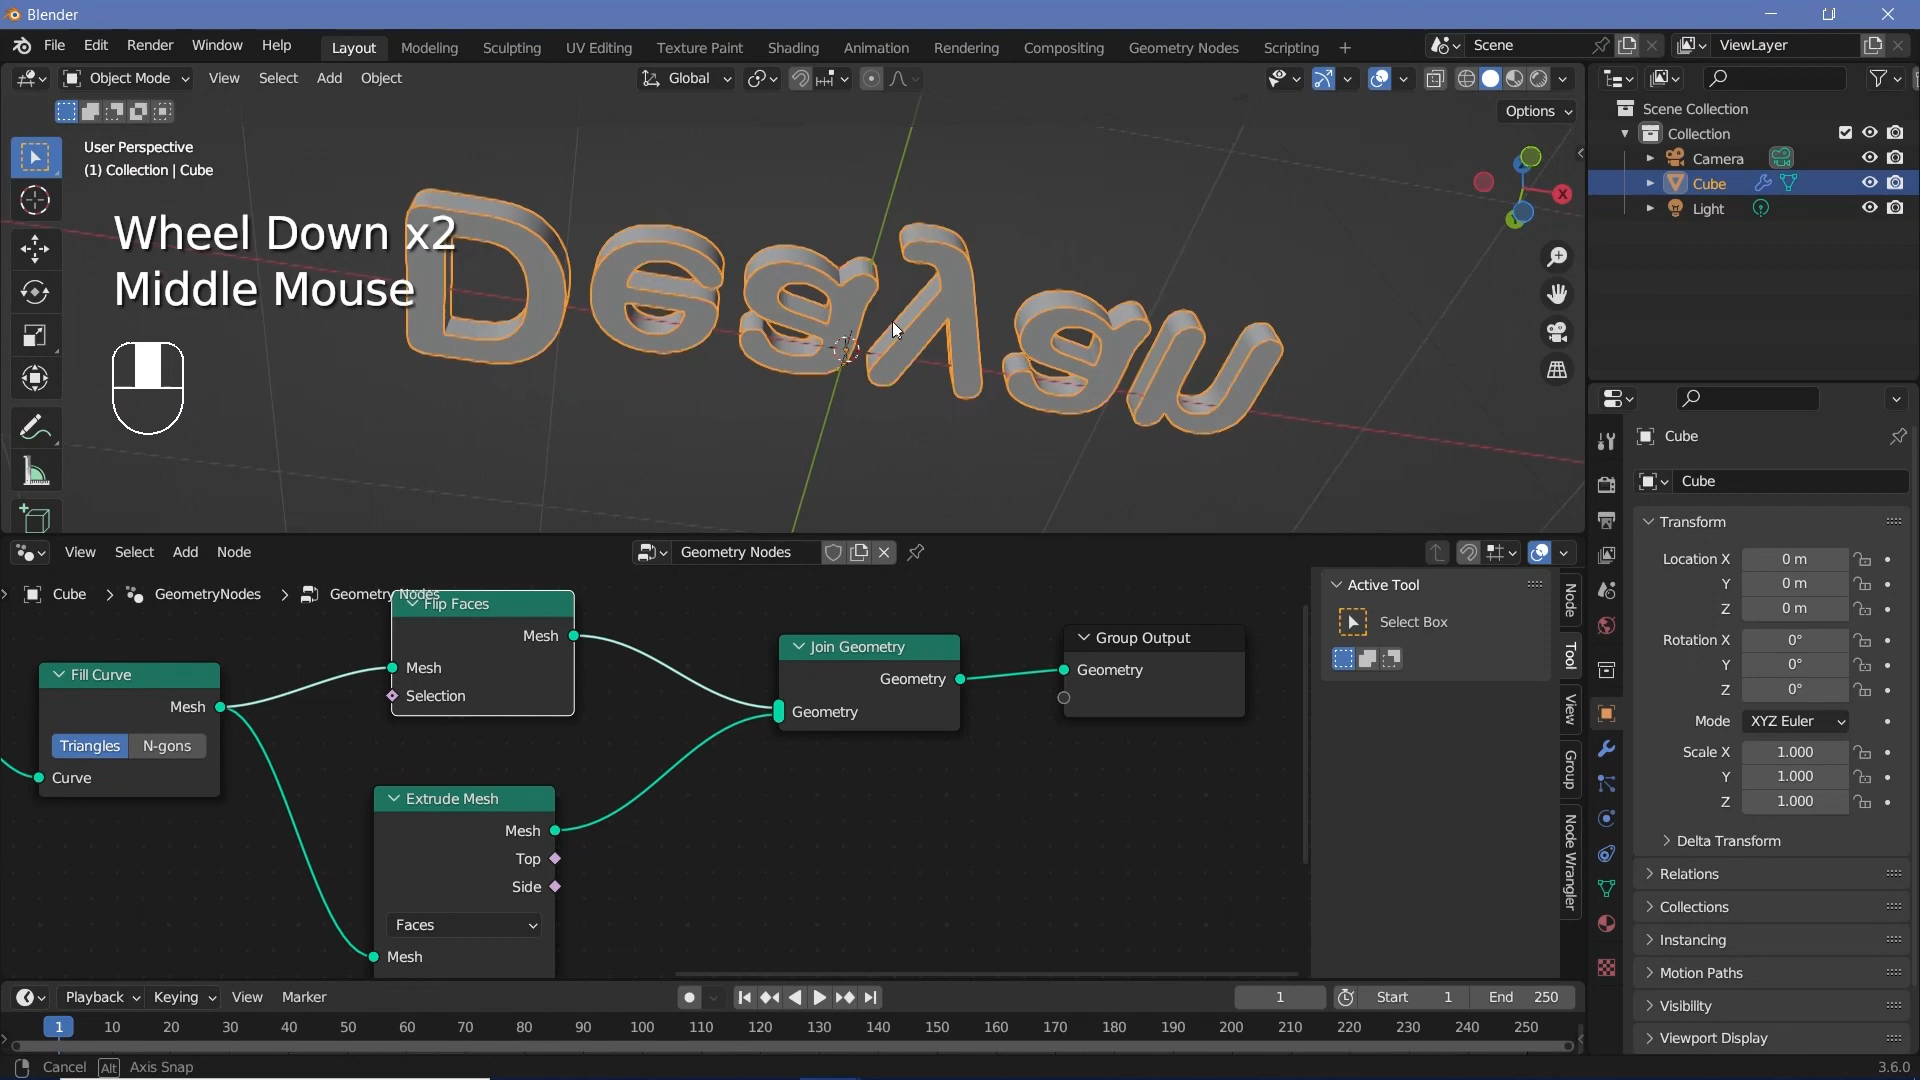 Blender
File Edit Render Window Help Layout Modeling Sculpting UV Editing Texture Paint Shading Animation Rendering Compositing Geometry Nodes Scripting + Scene ViewLayer
Object Mode View Select Add Object Global
Options
User Perspective
(1) Collection | Cube
Wheel Down x2
Middle Mouse
X
Scene Collection
Collection
Camera
Cube
Light
Cube
Cube
Transform
Location X 0 m
Y 0 m
Z 0 m
Rotation X 0°
Y 0°
Z 0°
Mode XYZ Euler
Scale X 1.000
Y 1.000
Z 1.000
Delta Transform
Relations
Collections
Instancing
Motion Paths
Visibility
Viewport Display
View Select Add Node Geometry Nodes
Cube > GeometryNodes > Geometry Nodes
Flip Faces
Mesh
Mesh
Selection
Fill Curve
Mesh
Triangles N-gons
Curve
Extrude Mesh
Mesh
Top
Side
Faces
Mesh
Join Geometry
Geometry
Geometry
Group Output
Geometry
Active Tool
Select Box
Node
Tool
View
Group
Node Wrangler
Playback Keying View Marker 1 Start 1 End 250
1 10 20 30 40 50 60 70 80 90 100 110 120 130 140 150 160 170 180 190 200 210 220 230 240 250
Cancel Alt Axis Snap 3.6.0